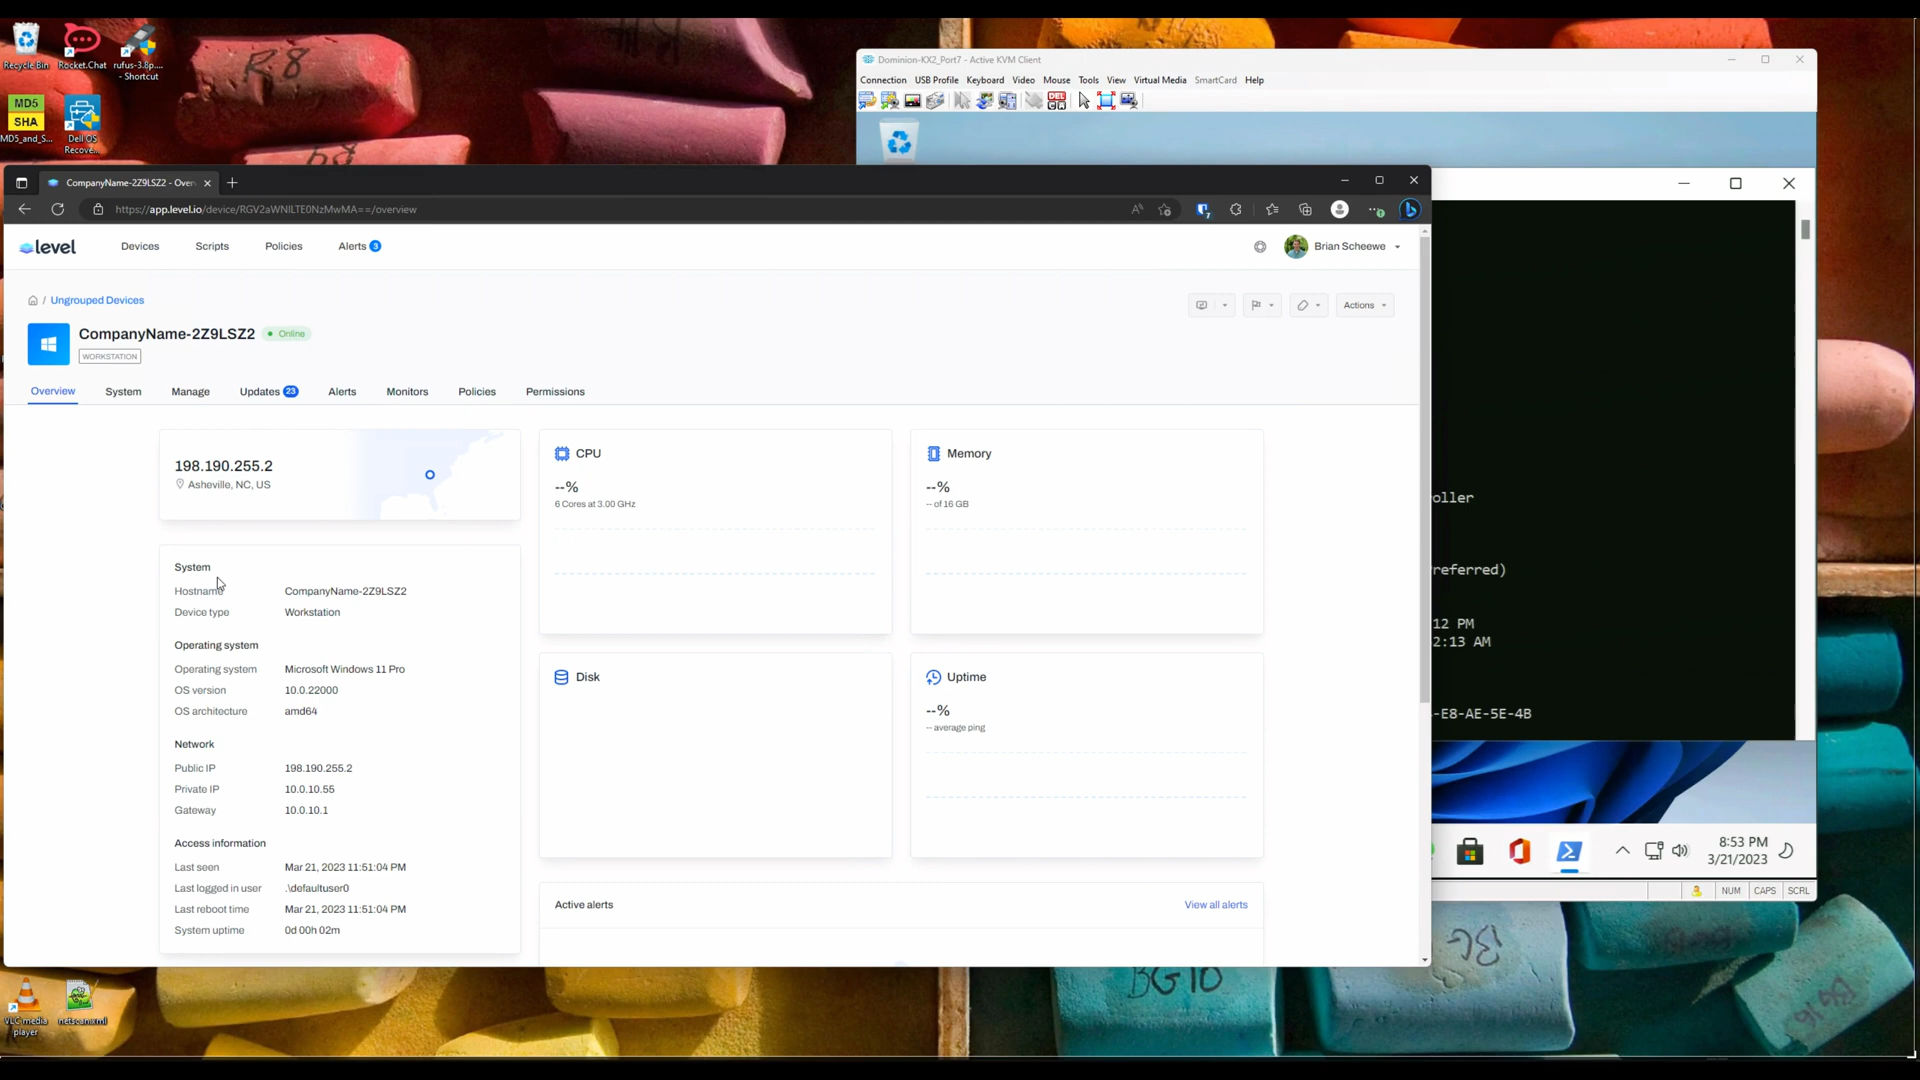 Recycle Bin
Rocket.Chat
rufus-3.8p....
- Shortcut
MD5
SHA
MD5_and_S...
Dell OS
Recove...
R8
Dominion-KX2_Port7 - Active KVM Client
Connection USB Profile Keyboard Video Mouse Tools View Virtual Media SmartCard Help
CompanyName-2Z9LSZ2 - Over
https://app.level.io/device/RGV2aWNlLTE0NzMwMA==/overview
level
Devices
Scripts
Policies
Alerts 3
Brian Scheewe
/ Ungrouped Devices
Actions
CompanyName-2Z9LSZ2
Online
WORKSTATION
Overview
System
Manage
Updates 23
Alerts
Monitors
Policies
Permissions
198.190.255.2
Asheville, NC, US
CPU
--%
6 Cores at 3.00 GHz
Memory
--%
-- of 16 GB
System
Hostname CompanyName-2Z9LSZ2
Device type Workstation
Operating system
Operating system Microsoft Windows 11 Pro
OS version 10.0.22000
OS architecture amd64
Network
Public IP 198.190.255.2
Private IP 10.0.10.55
Gateway 10.0.10.1
Access information
Last seen Mar 21, 2023 11:51:04 PM
Last logged in user .\defaultuser0
Last reboot time Mar 21, 2023 11:51:04 PM
System uptime 0d 00h 02m
Disk
Uptime
--%
-- average ping
Active alerts
View all alerts
oller
referred)
12 PM
2:13 AM
-E8-AE-5E-4B
8:53 PM
3/21/2023
NUM CAPS SCRL
VLC media
player
netscan.xml
BG10